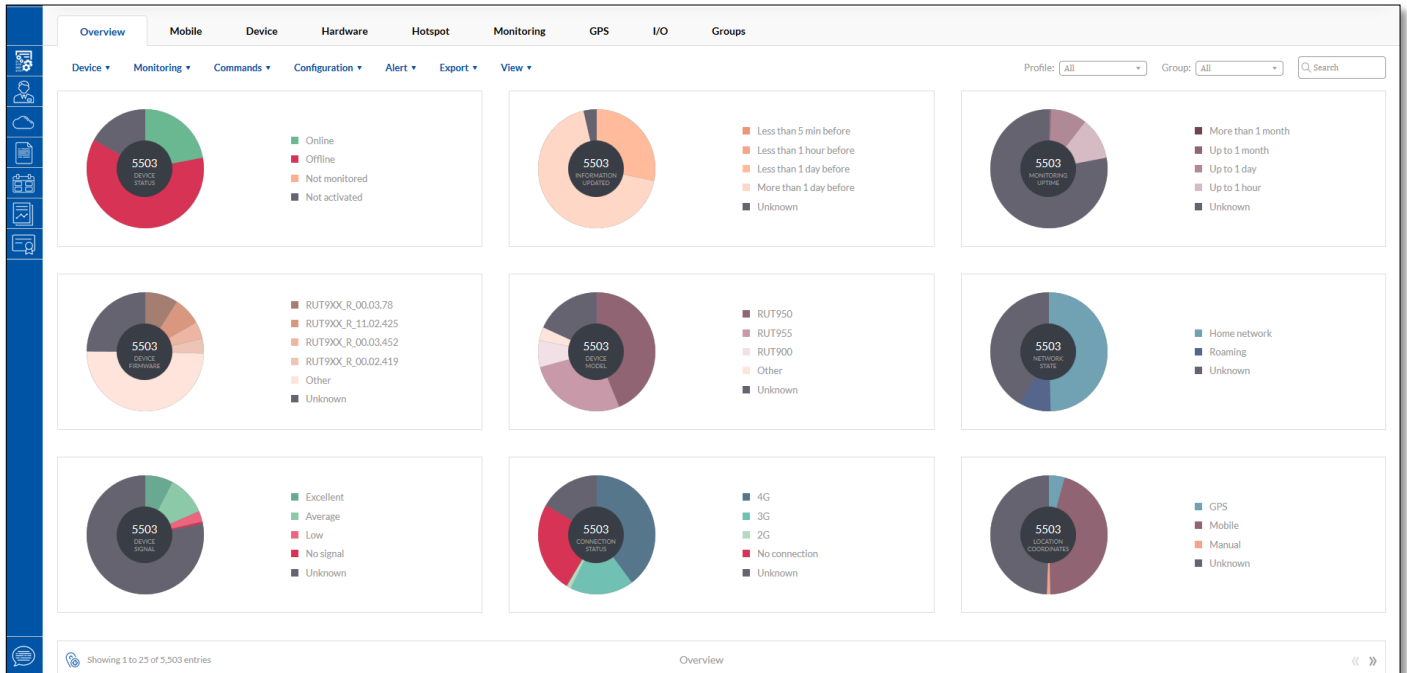 Overview Mobile Device Hardware Hotspot Monitoring GPS I/O Groups
Device Monitoring Commands Configuration Alert Export View Profile: All Group: All Search
5503
DEVICE
STATUS
Online
Offline
Not monitored
Not activated
5503
INFORMATION
UPDATED
Less than 5 min before
Less than 1 hour before
Less than 1 day before
More than 1 day before
Unknown
5503
MONITORING
UPTIME
More than 1 month
Up to 1 month
Up to 1 day
Up to 1 hour
Unknown
5503
DEVICE
FIRMWARE
RUT9XX_R_00.03.78
RUT9XX_R_11.02.425
RUT9XX_R_00.03.452
RUT9XX_R_00.02.419
Other
Unknown
5503
DEVICE
MODEL
RUT950
RUT955
RUT900
Other
Unknown
5503
NETWORK
STATE
Home network
Roaming
Unknown
5503
DEVICE
SIGNAL
Excellent
Average
Low
No signal
Unknown
5503
CONNECTION
STATUS
4G
3G
2G
No connection
Unknown
5503
LOCATION
COORDINATES
GPS
Mobile
Manual
Unknown
Showing 1 to 25 of 5,503 entries Overview « »